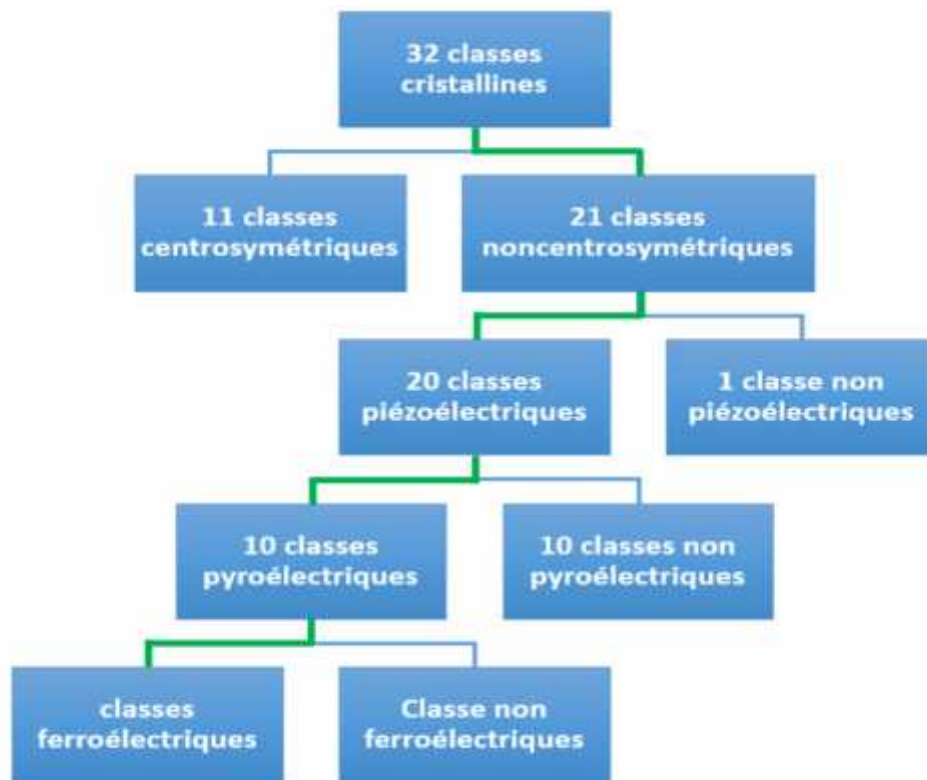 32 classes
cristallines
11 classes
centrosymétriques
21 classes
noncentrosymétriques
20 classes
piézoélectriques
1 classe non
piézoélectriques
10 classes
pyroélectriques
10 classes non
pyroélectriques
classes
ferroélectriques
Classe non
ferroélectriques